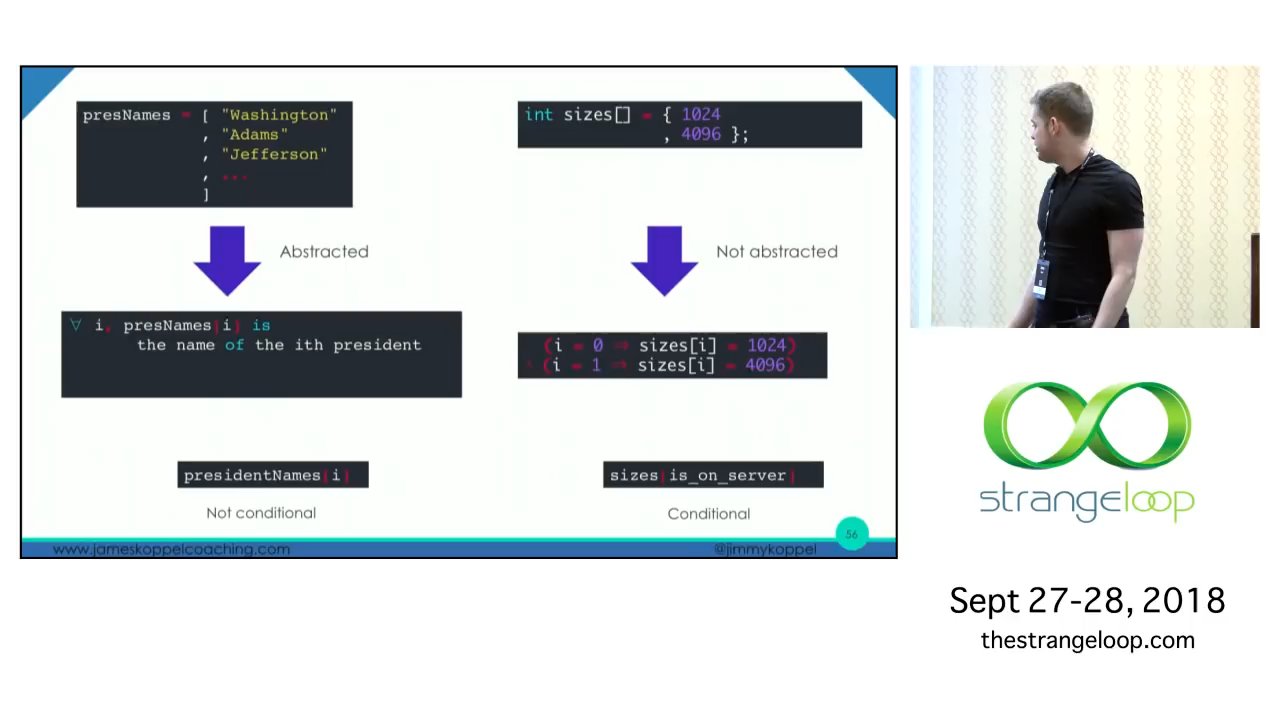 presNames = [ "Washington"
, "Adams"
, "Jefferson"
, ...
]
Abstracted
∀ i, presNames[i] is
the name of the ith president
presidentNames[i]
Not conditional
int sizes[] = { 1024
, 4096 };
Not abstracted
(i = 0 ⇒ sizes[i] = 1024)
(i = 1 ⇒ sizes[i] = 4096)
sizes[is_on_server]
Conditional
56
www.jameskoppelcoaching.com
@jimmykoppel
strangeloop
Sept 27-28, 2018
thestrangeloop.com